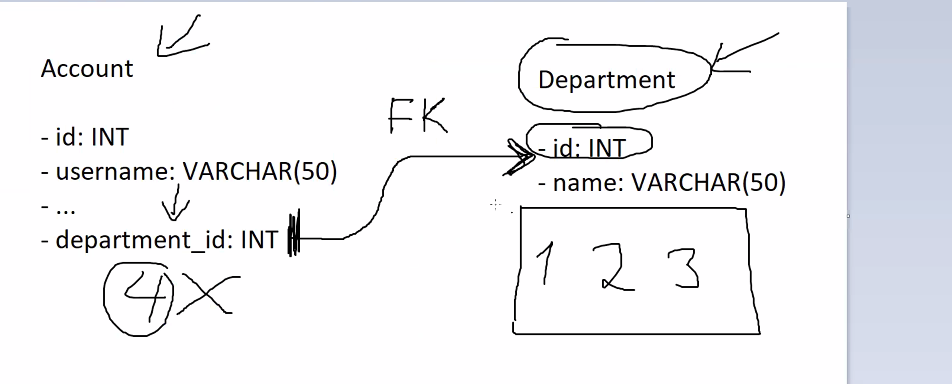 Account
- id: INT
- username: VARCHAR(50)
- ...
- department_id: INT
4 X
FK
Department
- id: INT
- name: VARCHAR(50)
1 2 3